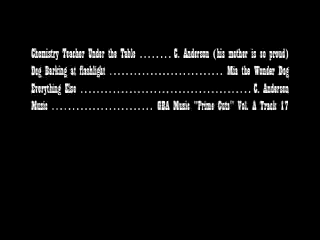 Chemistry Teacher Under the Table ........ C. Anderson (his mother is so proud)
Dog Barking at flashlight ............................ Mia the Wonder Dog
Everything Else .......................................... C. Anderson
Music ......................... GBA Music "Prime Cuts" Vol. A Track 17